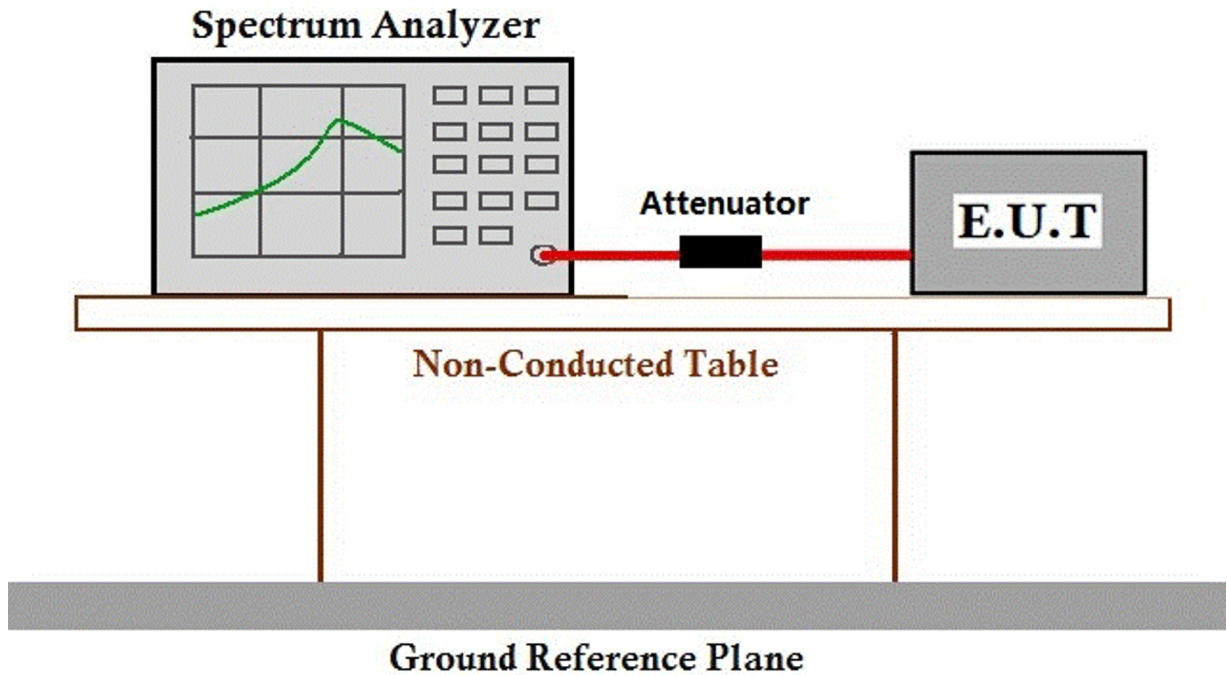 Spectrum Analyzer
Attenuator
E.U.T
Non-Conducted Table
Ground Reference Plane